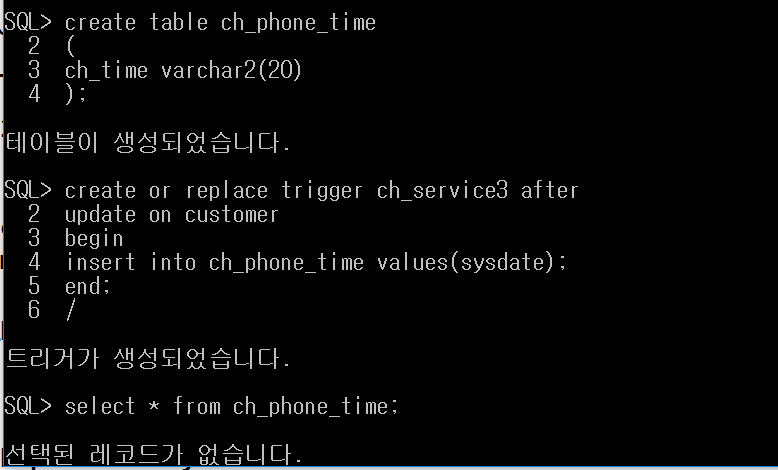 SQL> create table ch_phone_time
2 (
3 ch_time varchar2(20)
4 );
테이블이 생성되었습니다.
SQL> create or replace trigger ch_service3 after
2 update on customer
3 begin
4 insert into ch_phone_time values(sysdate);
5 end;
6 /
트리거가 생성되었습니다.
SQL> select * from ch_phone_time;
선택된 레코드가 없습니다.